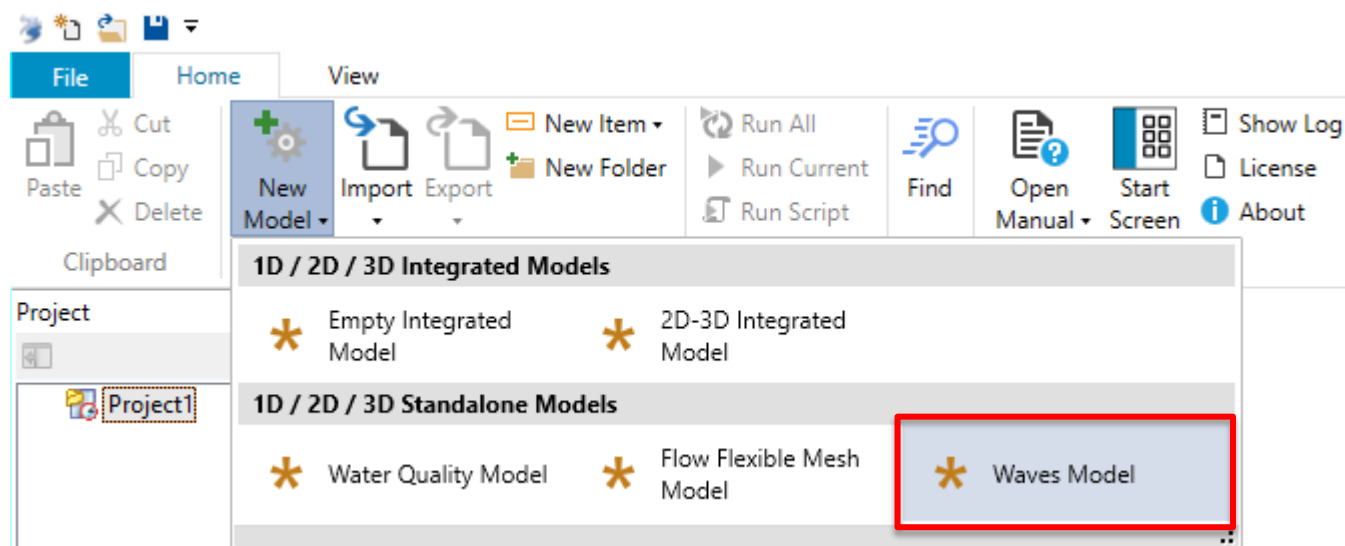 File Home View
Cut
Copy
Delete
Paste
Clipboard
New
Model
Import
Export
New Item
New Folder
Run All
Run Current
Run Script
Find
Open
Manual
Start
Screen
Show Log
License
About
1D / 2D / 3D Integrated Models
Empty Integrated
Model
2D-3D Integrated
Model
1D / 2D / 3D Standalone Models
Water Quality Model
Flow Flexible Mesh
Model
Waves Model
Project
Project1